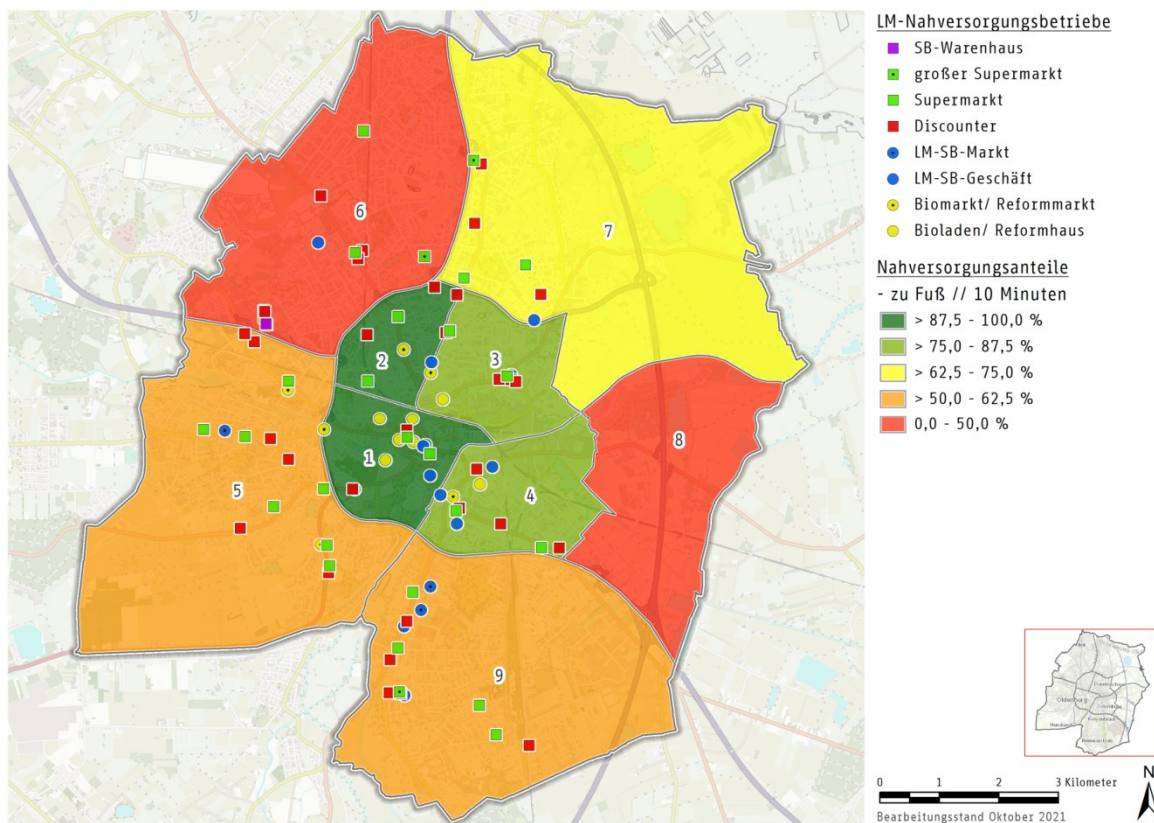 LM-Nahversorgungsbetriebe
SB-Warenhaus
großer Supermarkt
Supermarkt
Discounter
LM-SB-Markt
LM-SB-Geschäft
Biomarkt/ Reformmarkt
Bioladen/ Reformhaus
Nahversorgungsanteile
- zu Fuß // 10 Minuten
> 87,5 - 100,0 %
> 75,0 - 87,5 %
> 62,5 - 75,0 %
> 50,0 - 62,5 %
0,0 - 50,0 %
6
7
2
3
8
1
5
4
9
Oldenburg
N
0 1 2 3 Kilometer
Bearbeitungsstand Oktober 2021